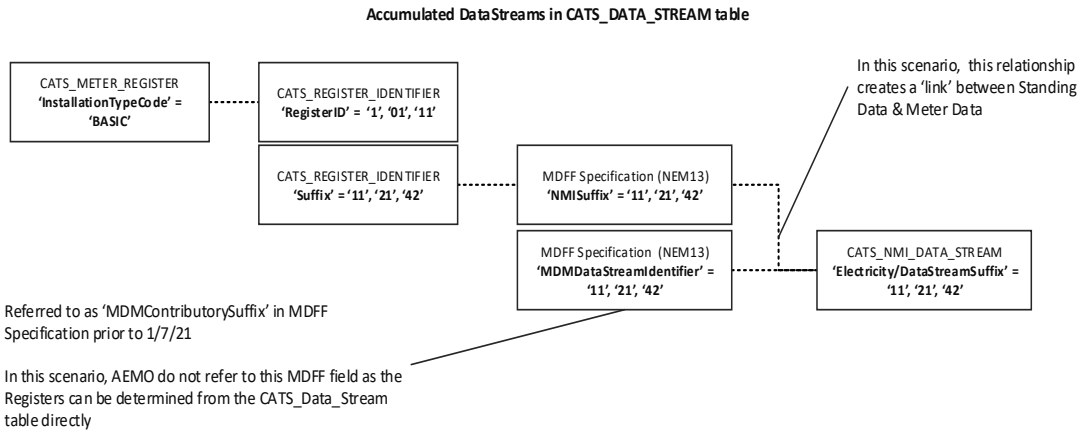 Accumulated DataStreams in CATS_DATA_STREAM table
CATS_METER_REGISTER
‘InstallationTypeCode’ =
‘BASIC’
CATS_REGISTER_IDENTIFIER
‘RegisterID’ = ‘1’, ‘01’, ‘11’
CATS_REGISTER_IDENTIFIER
‘Suffix’ = ‘11’, ‘21’, ‘42’
MDFF Specification (NEM13)
‘NMISuffix’ = ‘11’, ‘21’, ‘42’
MDFF Specification (NEM13)
‘MDMDataStreamIdentifier’ =
‘11’, ‘21’, ‘42’
In this scenario, this relationship
creates a ‘link’ between Standing
Data & Meter Data
CATS_NMI_DATA_STREAM
‘Electricity/DataStreamSuffix’ =
‘11’, ‘21’, ‘42’
Referred to as ‘MDMContributorySuffix’ in MDFF
Specification prior to 1/7/21
In this scenario, AEMO do not refer to this MDFF field as the
Registers can be determined from the CATS_Data_Stream
table directly